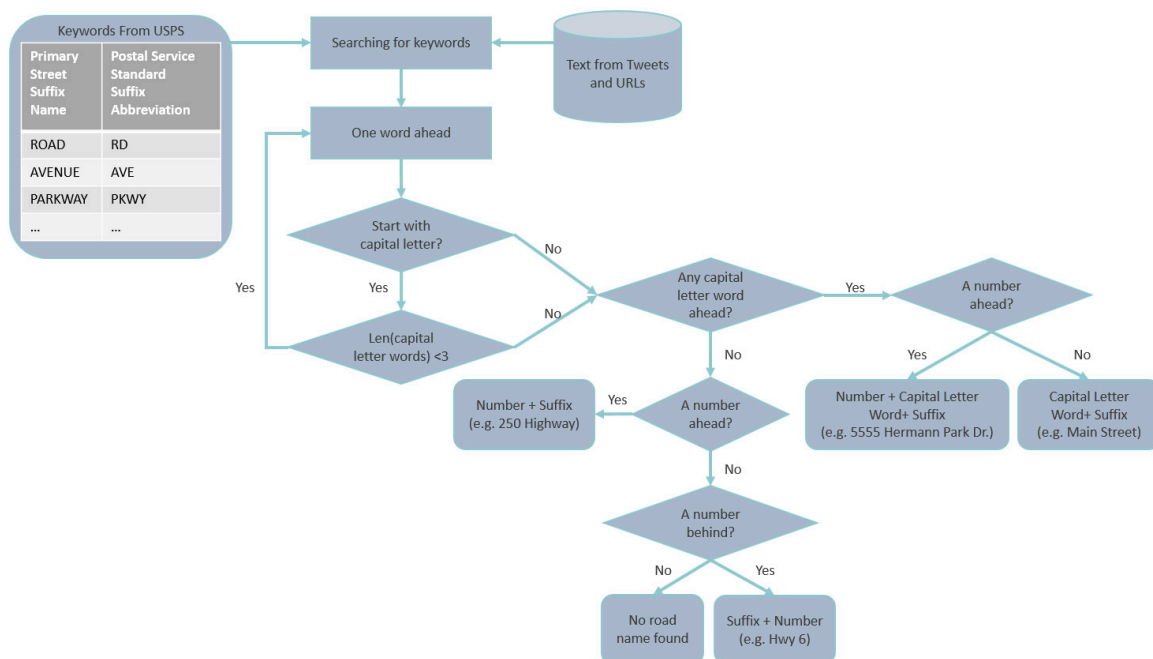 Keywords From USPS
Primary
Street
Suffix
Name
Postal Service
Standard
Suffix
Abbreviation
ROAD
RD
AVENUE
AVE
PARKWAY
PKWY
...
...
Searching for keywords
Text from Tweets
and URLs
One word ahead
Start with
capital letter?
No
Yes
Yes
Len(capital
letter words) <3
No
Any capital
letter word
ahead?
Yes
A number
ahead?
No
Yes
No
Number + Suffix
(e.g. 250 Highway)
Yes
A number
ahead?
Number + Capital Letter
Word+ Suffix
(e.g. 5555 Hermann Park Dr.)
Capital Letter
Word+ Suffix
(e.g. Main Street)
No
A number
behind?
No
Yes
No road
name found
Suffix + Number
(e.g. Hwy 6)